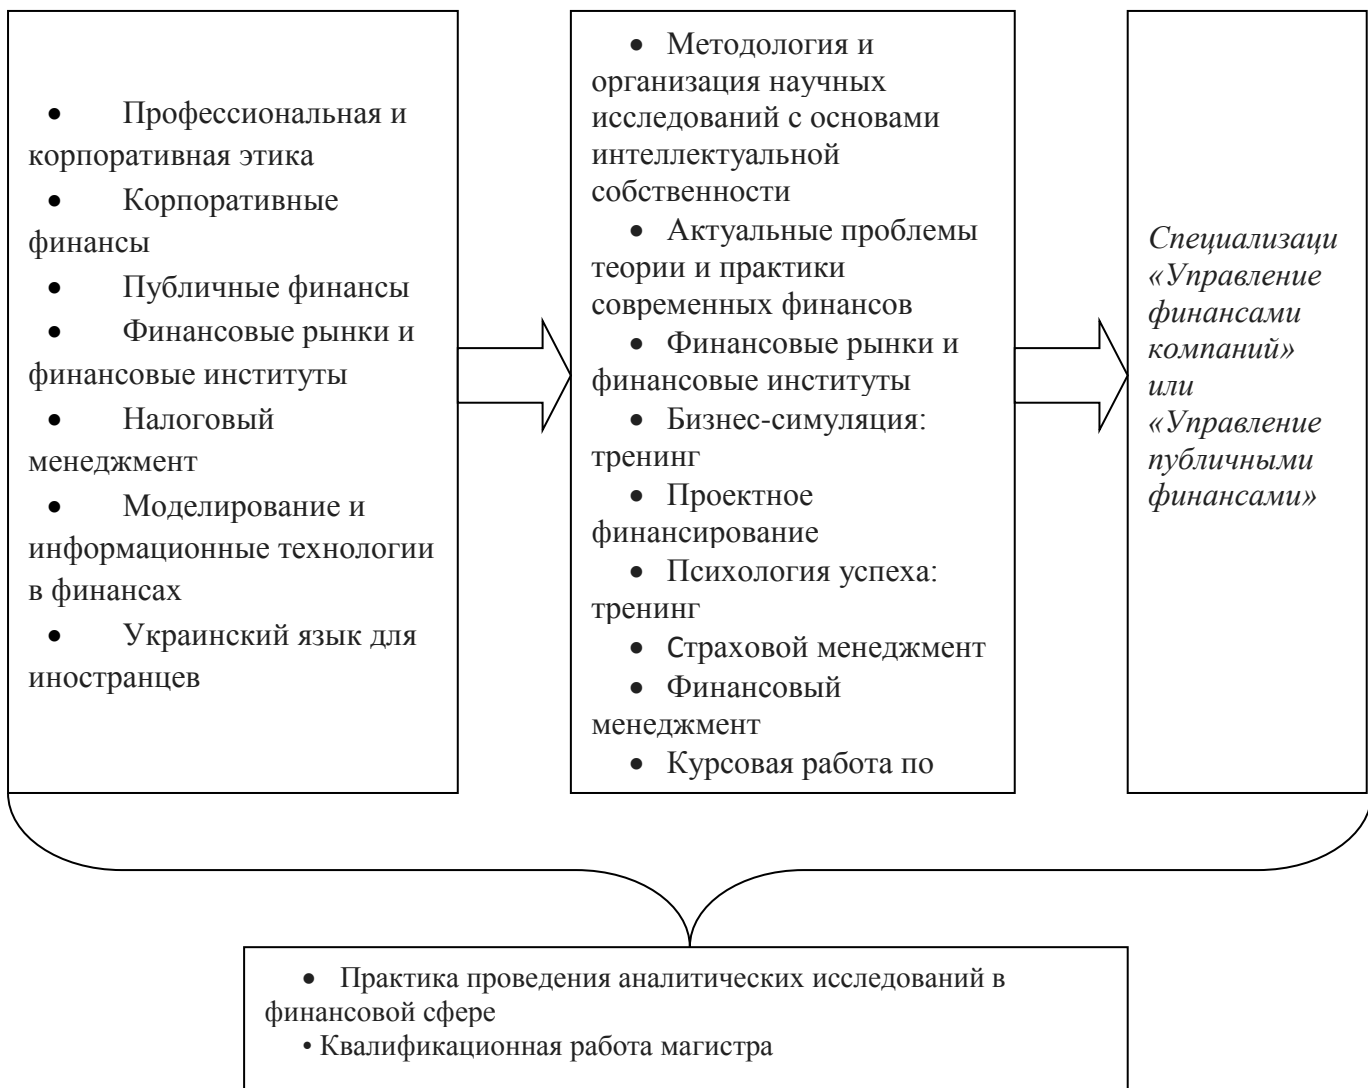 • Профессиональная и
корпоративная этика
• Корпоративные
финансы
• Публичные финансы
• Финансовые рынки и
финансовые институты
• Налоговый
менеджмент
• Моделирование и
информационные технологии
в финансах
• Украинский язык для
иностранцев
• Методология и
организация научных
исследований с основами
интеллектуальной
собственности
• Актуальные проблемы
теории и практики
современных финансов
• Финансовые рынки и
финансовые институты
• Бизнес-симуляция:
тренинг
• Проектное
финансирование
• Психология успеха:
тренинг
• Страховой менеджмент
• Финансовый
менеджмент
• Курсовая работа по
Специализаци
«Управление
финансами
компаний»
или
«Управление
публичными
финансами»
• Практика проведения аналитических исследований в
финансовой сфере
• Квалификационная работа магистра